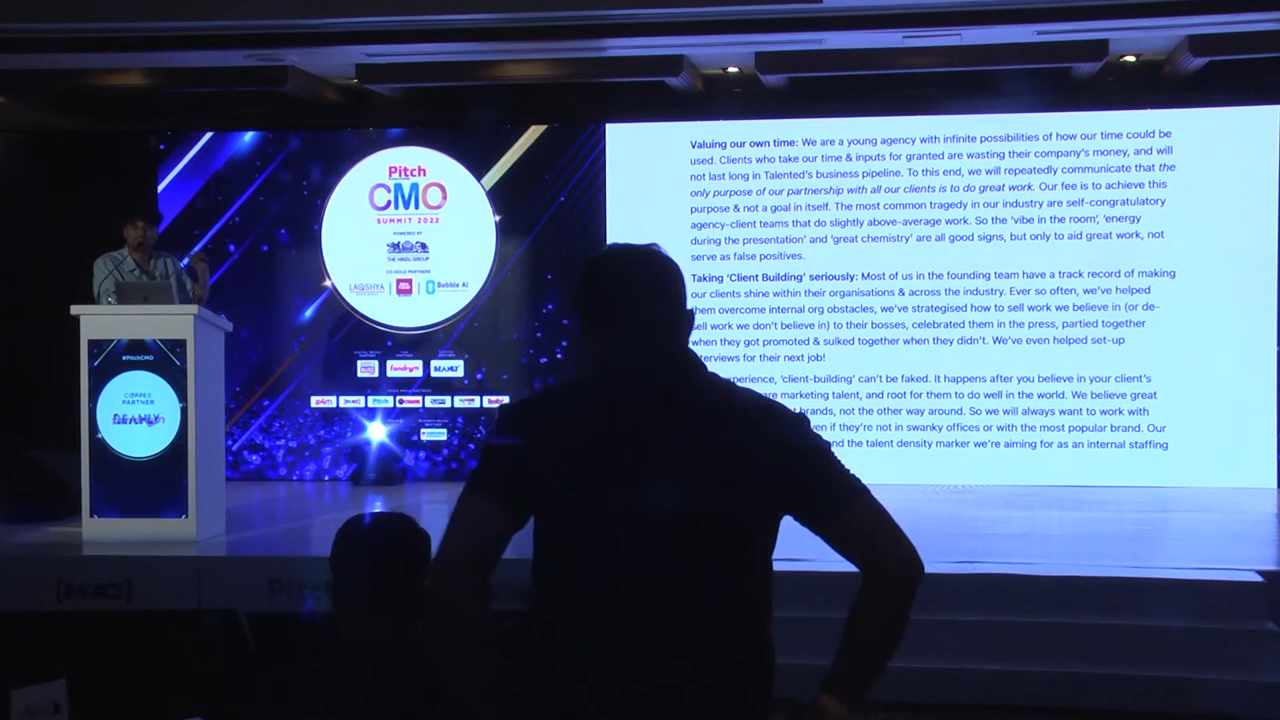 Pitch
CMO
SUMMIT 2022
POWERED BY
THE HINDU GROUP
CO-GOLD PARTNERS
LAQSHYA
Bobble AI
fandrum
BEANLY
e4m
Pitch
#PitchCMO
COFFEE
PARTNER
BEANLY
Valuing our own time: We are a young agency with infinite possibilities of how our time could be
used. Clients who take our time & inputs for granted are wasting their company's money, and will
not last long in Talented's business pipeline. To this end, we will repeatedly communicate that the
only purpose of our partnership with all our clients is to do great work. Our fee is to achieve this
purpose & not a goal in itself. The most common tragedy in our industry are self-congratulatory
agency-client teams that do slightly above-average work. So the 'vibe in the room', 'energy
during the presentation' and 'great chemistry' are all good signs, but only to aid great work, not
serve as false positives.
Taking 'Client Building' seriously: Most of us in the founding team have a track record of making
our clients shine within their organisations & across the industry. Ever so often, we've helped
them overcome internal org obstacles, we've strategised how to sell work we believe in (or de-
sell work we don't believe in) to their bosses, celebrated them in the press, partied together
when they got promoted & sulked together when they didn't. We've even helped set-up
terviews for their next job!
xperience, 'client-building' can't be faked. It happens after you believe in your client's
are marketing talent, and root for them to do well in the world. We believe great
brands, not the other way around. So we will always want to work with
ven if they're not in swanky offices or with the most popular brand. Our
nd the talent density marker we're aiming for as an internal staffing
Pitch